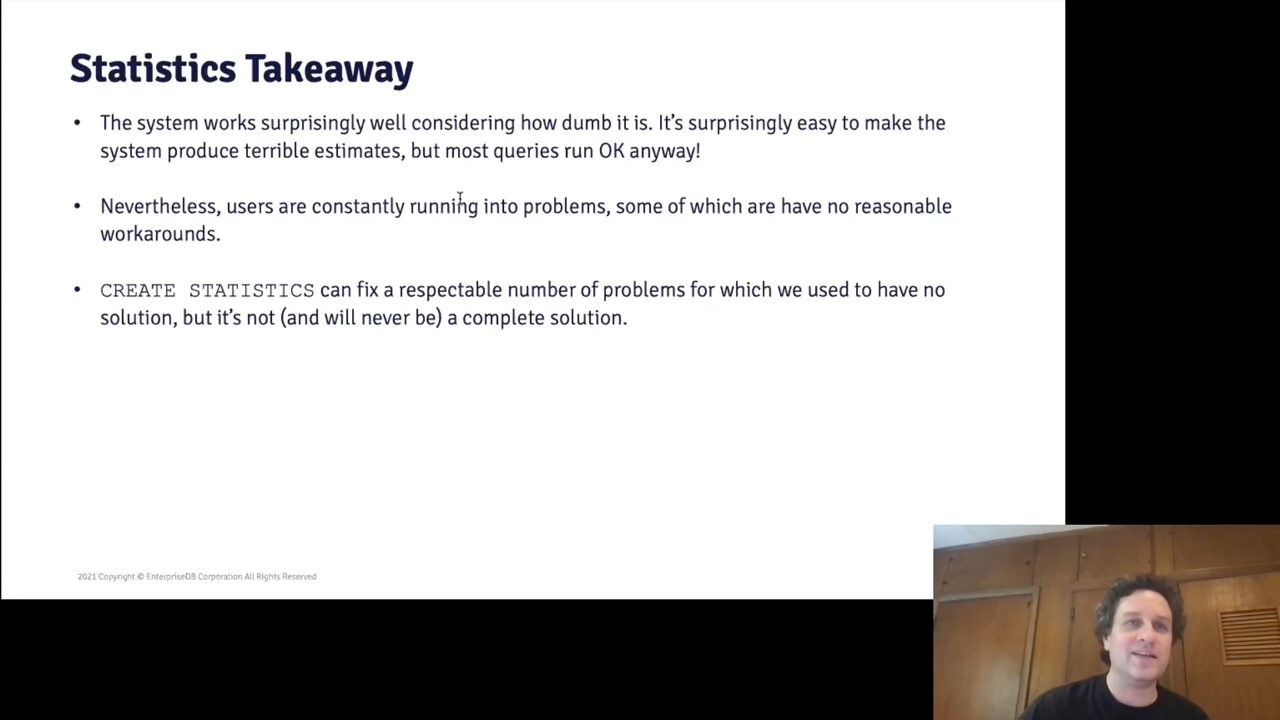 Statistics Takeaway
• The system works surprisingly well considering how dumb it is. It's surprisingly easy to make the
system produce terrible estimates, but most queries run OK anyway!
• Nevertheless, users are constantly running into problems, some of which are have no reasonable
workarounds.
• CREATE STATISTICS can fix a respectable number of problems for which we used to have no
solution, but it's not (and will never be) a complete solution.
2021 Copyright © EnterpriseDB Corporation All Rights Reserved